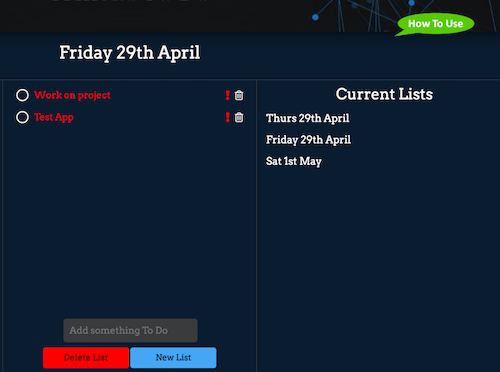 How To Use
Friday 29th April
Work on project
Test App
Add something To Do
Delete List
New List
Current Lists
Thurs 29th April
Friday 29th April
Sat 1st May